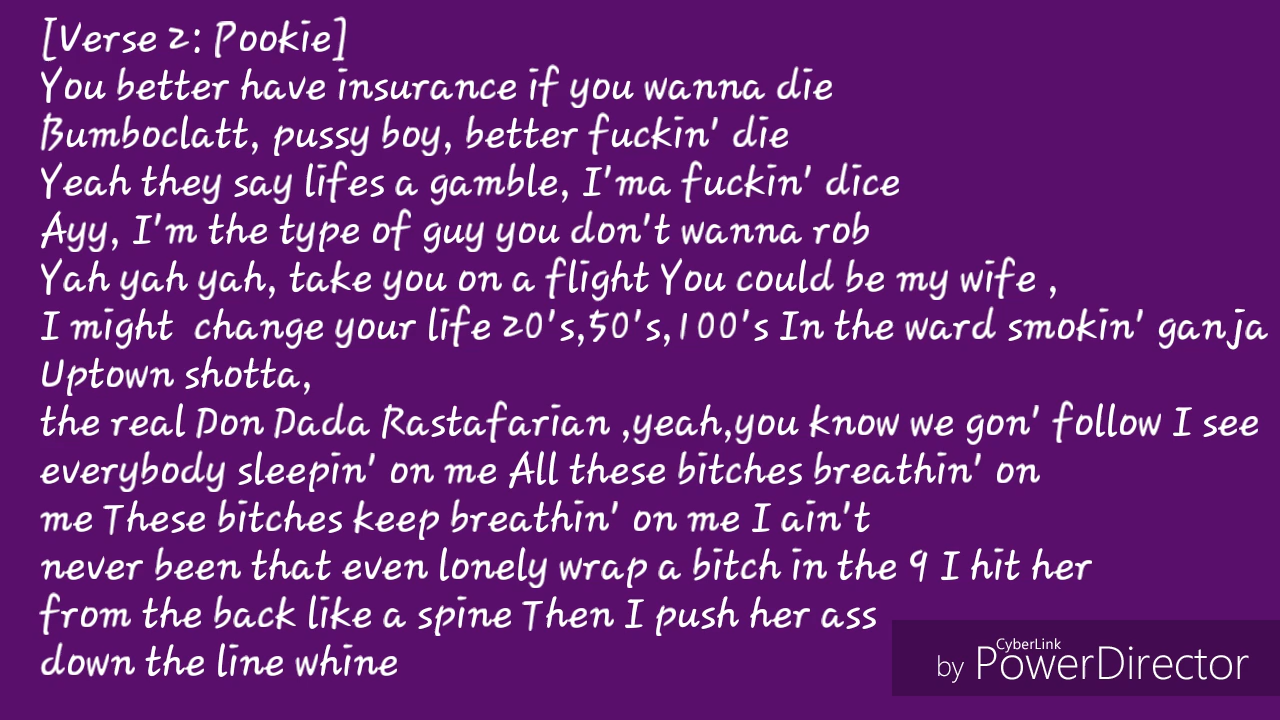 [Verse 2: Pookie]
You better have insurance if you wanna die
Bumboclatt, pussy boy, better fuckin' die
Yeah they say lifes a gamble, I'ma fuckin' dice
Ayy, I'm the type of guy you don't wanna rob
Yah yah yah, take you on a flight You could be my wife ,
I might  change your life 20's,50's,100's In the ward smokin' ganja
Uptown shotta,
the real Don Dada Rastafarian ,yeah,you know we gon' follow I see
everybody sleepin' on me All these bitches breathin' on
me These bitches keep breathin' on me I ain't
never been that even lonely wrap a bitch in the 9 I hit her
from the back like a spine Then I push her ass
down the line whine
CyberLink
by PowerDirector